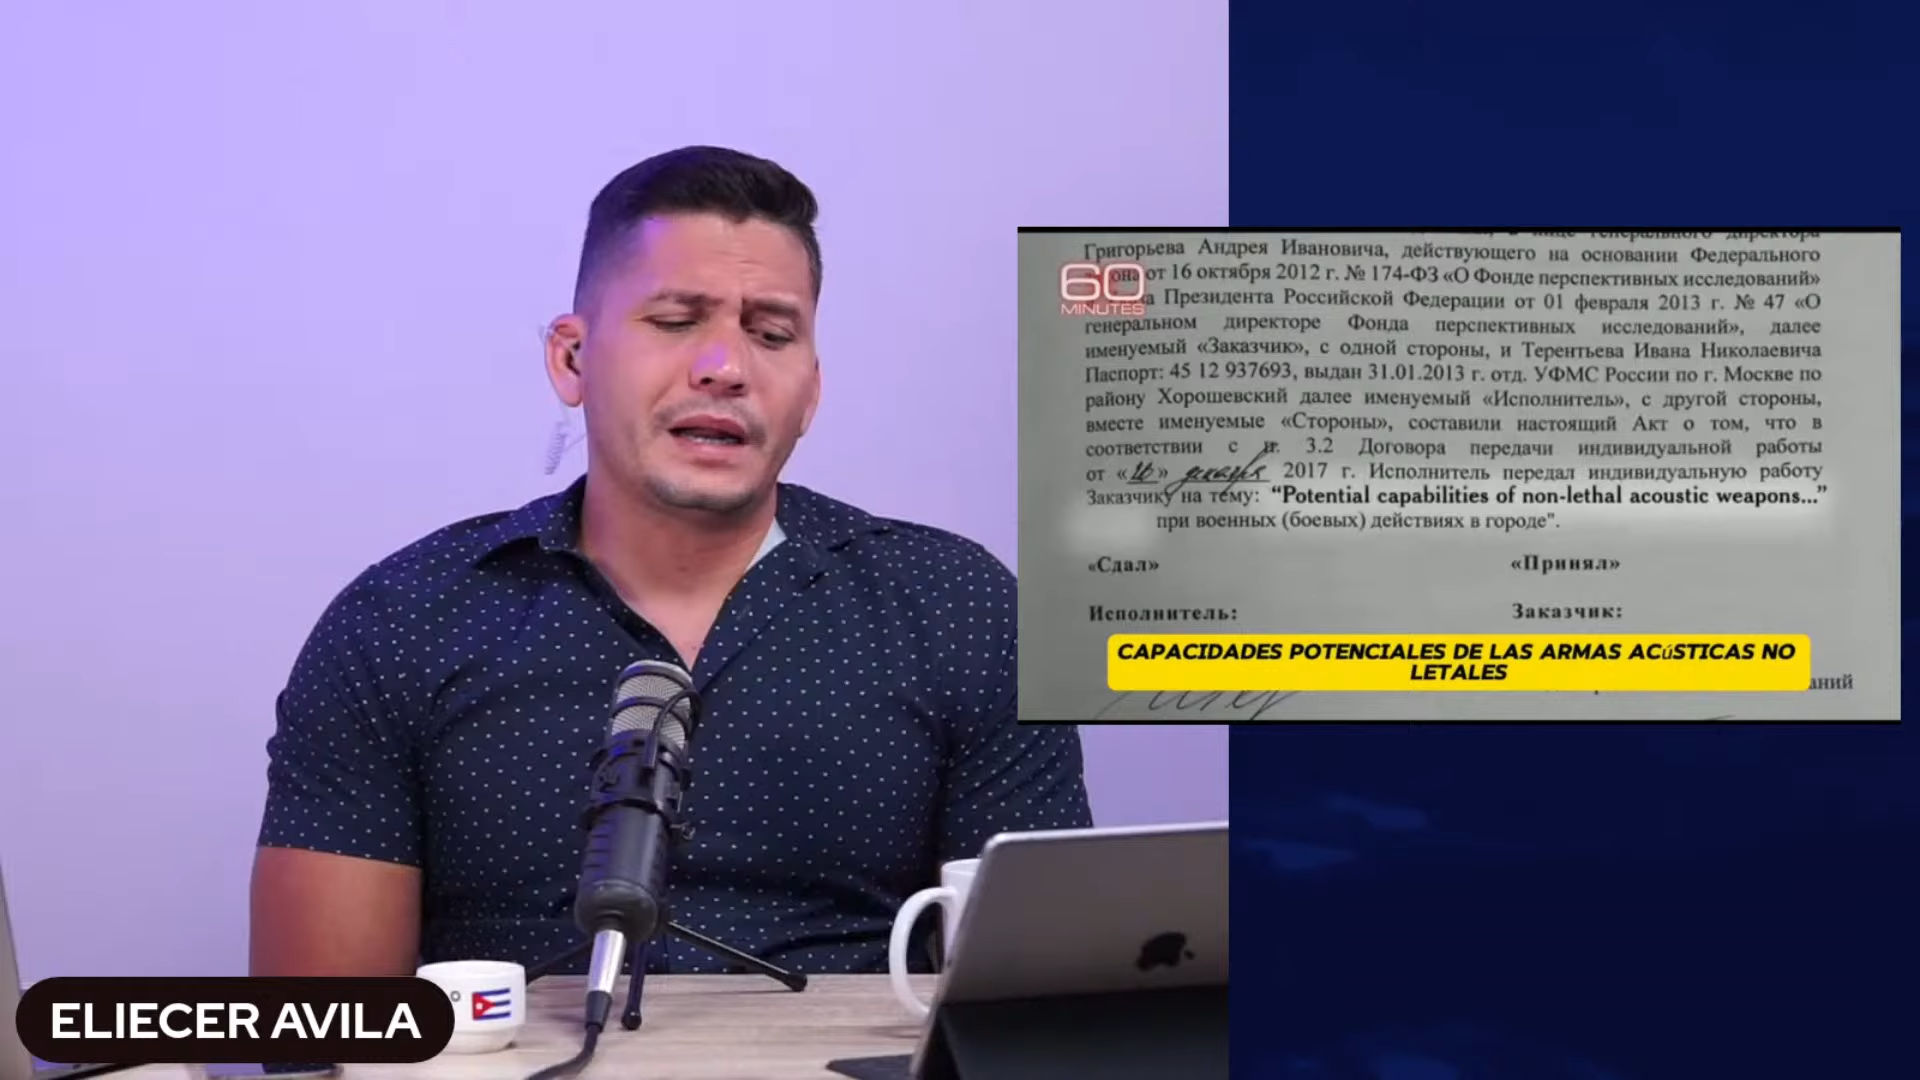 генерального директора
Григорьева Андрея Ивановича, действующего на основании Федерального
от 16 октября 2012 г. № 174-ФЗ «О Фонде перспективных исследований»
Президента Российской Федерации от 01 февраля 2013 г. № 47 «О
генеральном директоре Фонда перспективных исследований», далее
именуемый «Заказчик», с одной стороны, и Терентьева Ивана Николаевича
Паспорт: 45 12 937693, выдан 31.01.2013 г. отд. УФМС России по г. Москве по
району Хорошевский далее именуемый «Исполнитель», с другой стороны,
вместе именуемые «Стороны», составили настоящий Акт о том, что в
соответствии с п. 3.2 Договора передачи индивидуальной работы
от «26» декабря 2017 г. Исполнитель передал индивидуальную работу
Заказчику на тему: “Potential capabilities of non-lethal acoustic weapons...”
при военных (боевых) действиях в городе".
«Сдал» «Принял»
Исполнитель: Заказчик:
60
MINUTES
CAPACIDADES POTENCIALES DE LAS ARMAS ACúSTICAS NO
LETALES
ELIECER AVILA